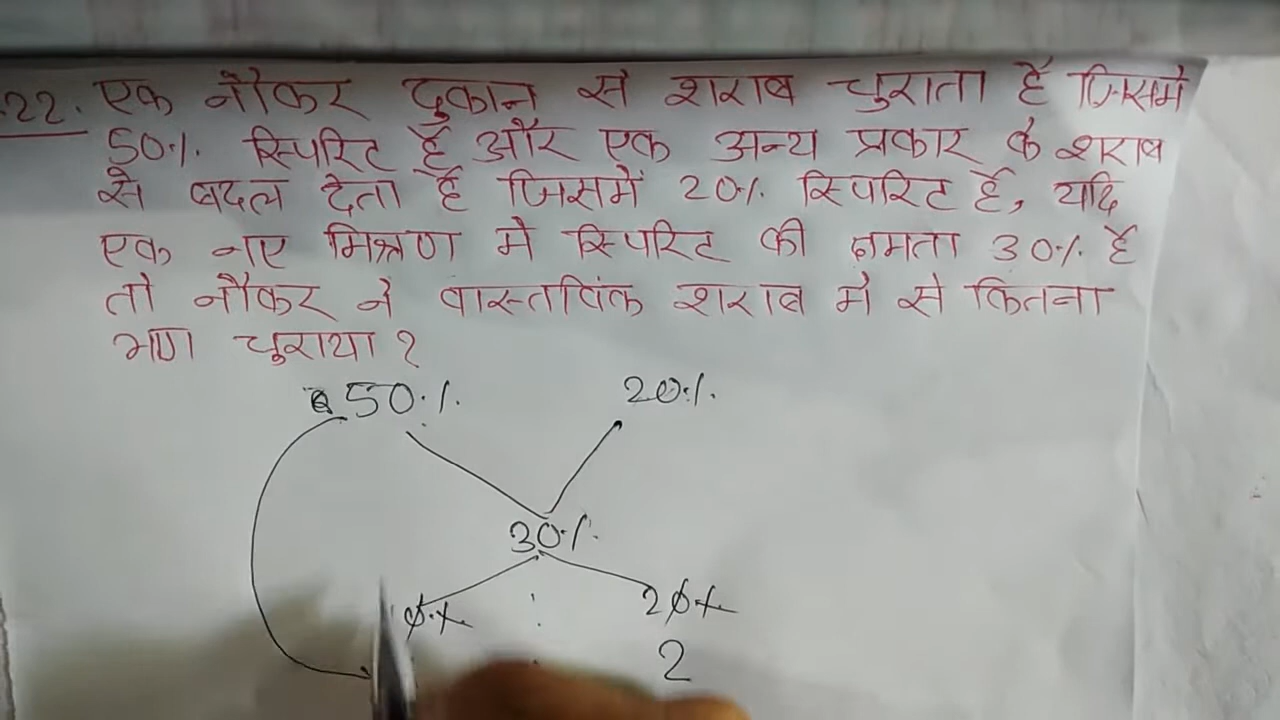 .22. एक नौकर दुकान से शराब चुराता है जिसमे
50%. स्पिरिट है और एक अन्य प्रकार के शराब
से बदल देता है जिसमें 20%. स्पिरिट है, यदि
एक नए मिश्रण मे स्पिरिट की क्षमता 30%. है
तो नौकर ने वास्तविक शराब मे से कितना
भाग चुराया ?
50%. 20%.
30%.
0% : 20%
2